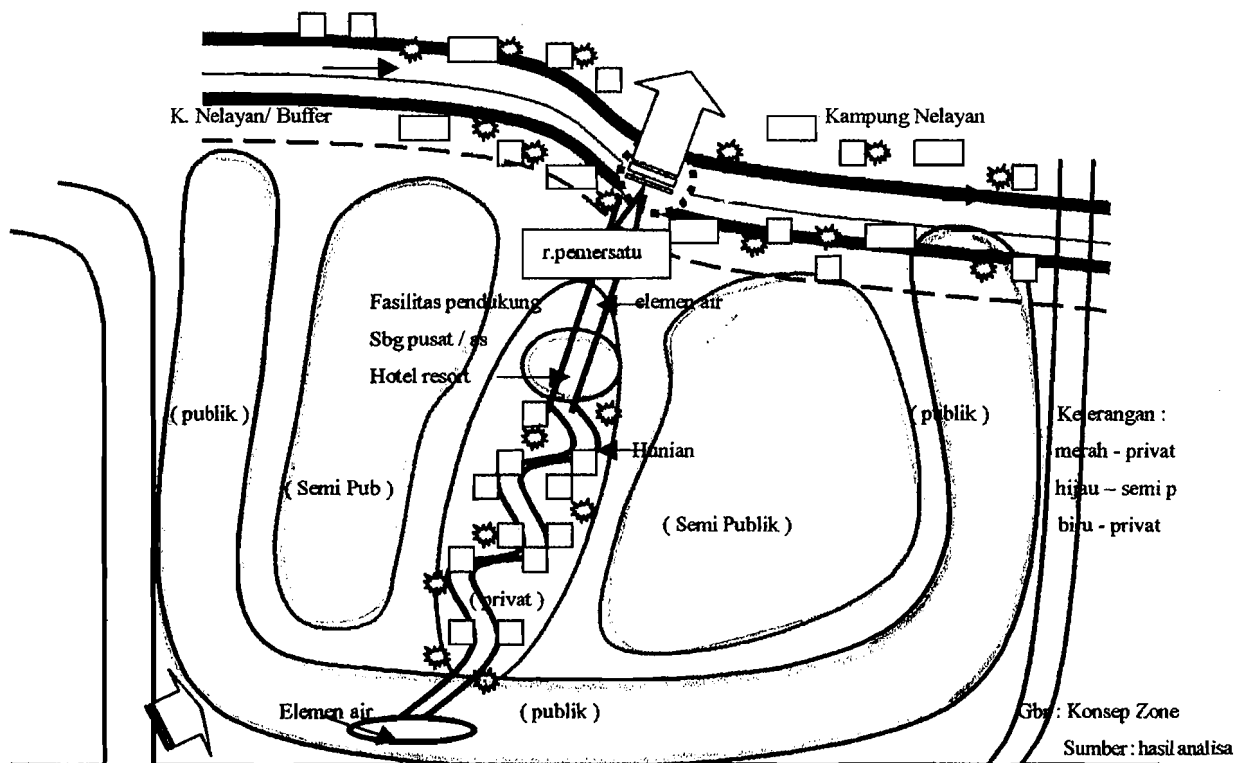 K. Nelayan/ Buffer
Kampung Nelayan
r.pemersatu
Fasilitas pendukung
Sbg pusat / as
Hotel resort
elemen air
( publik )
( publik )
Keterangan :
merah - privat
hijau – semi p
biru - privat
Hunian
( Semi Pub )
( Semi Publik )
( privat )
Elemen air
( publik )
Gbr : Konsep Zone
Sumber : hasil analisa